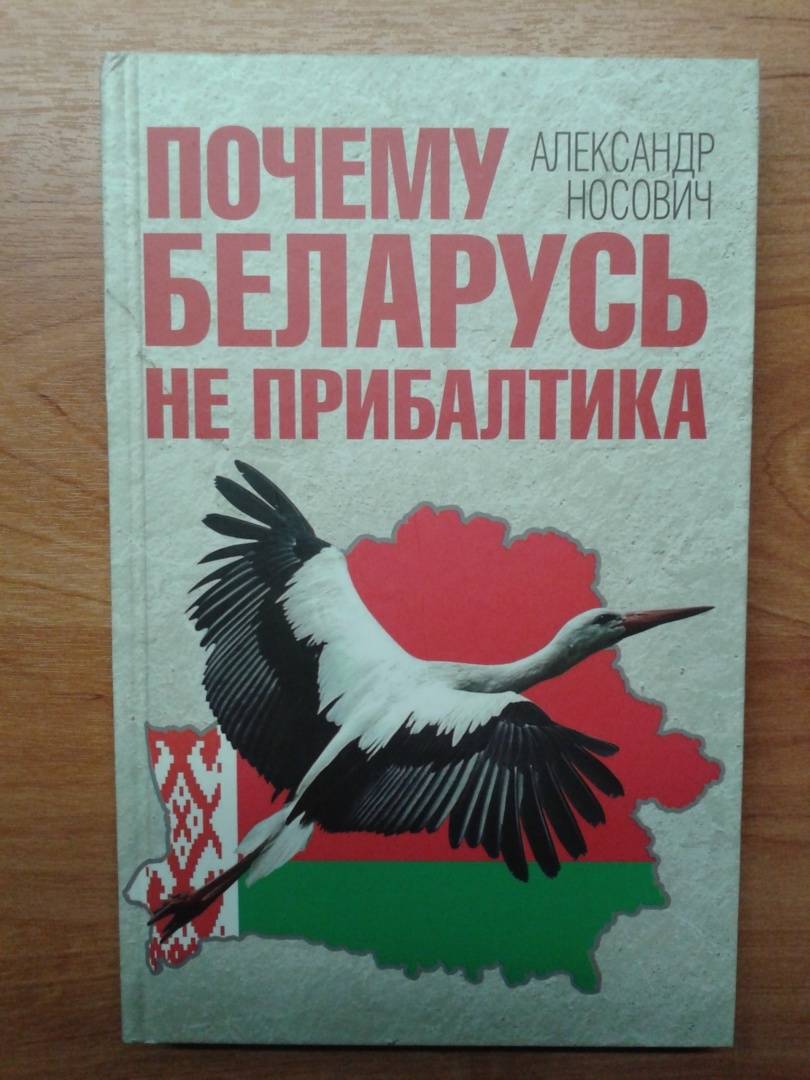 ПОЧЕМУ
АЛЕКСАНДР
НОСОВИЧ
БЕЛАРУСЬ
НЕ ПРИБАЛТИКА